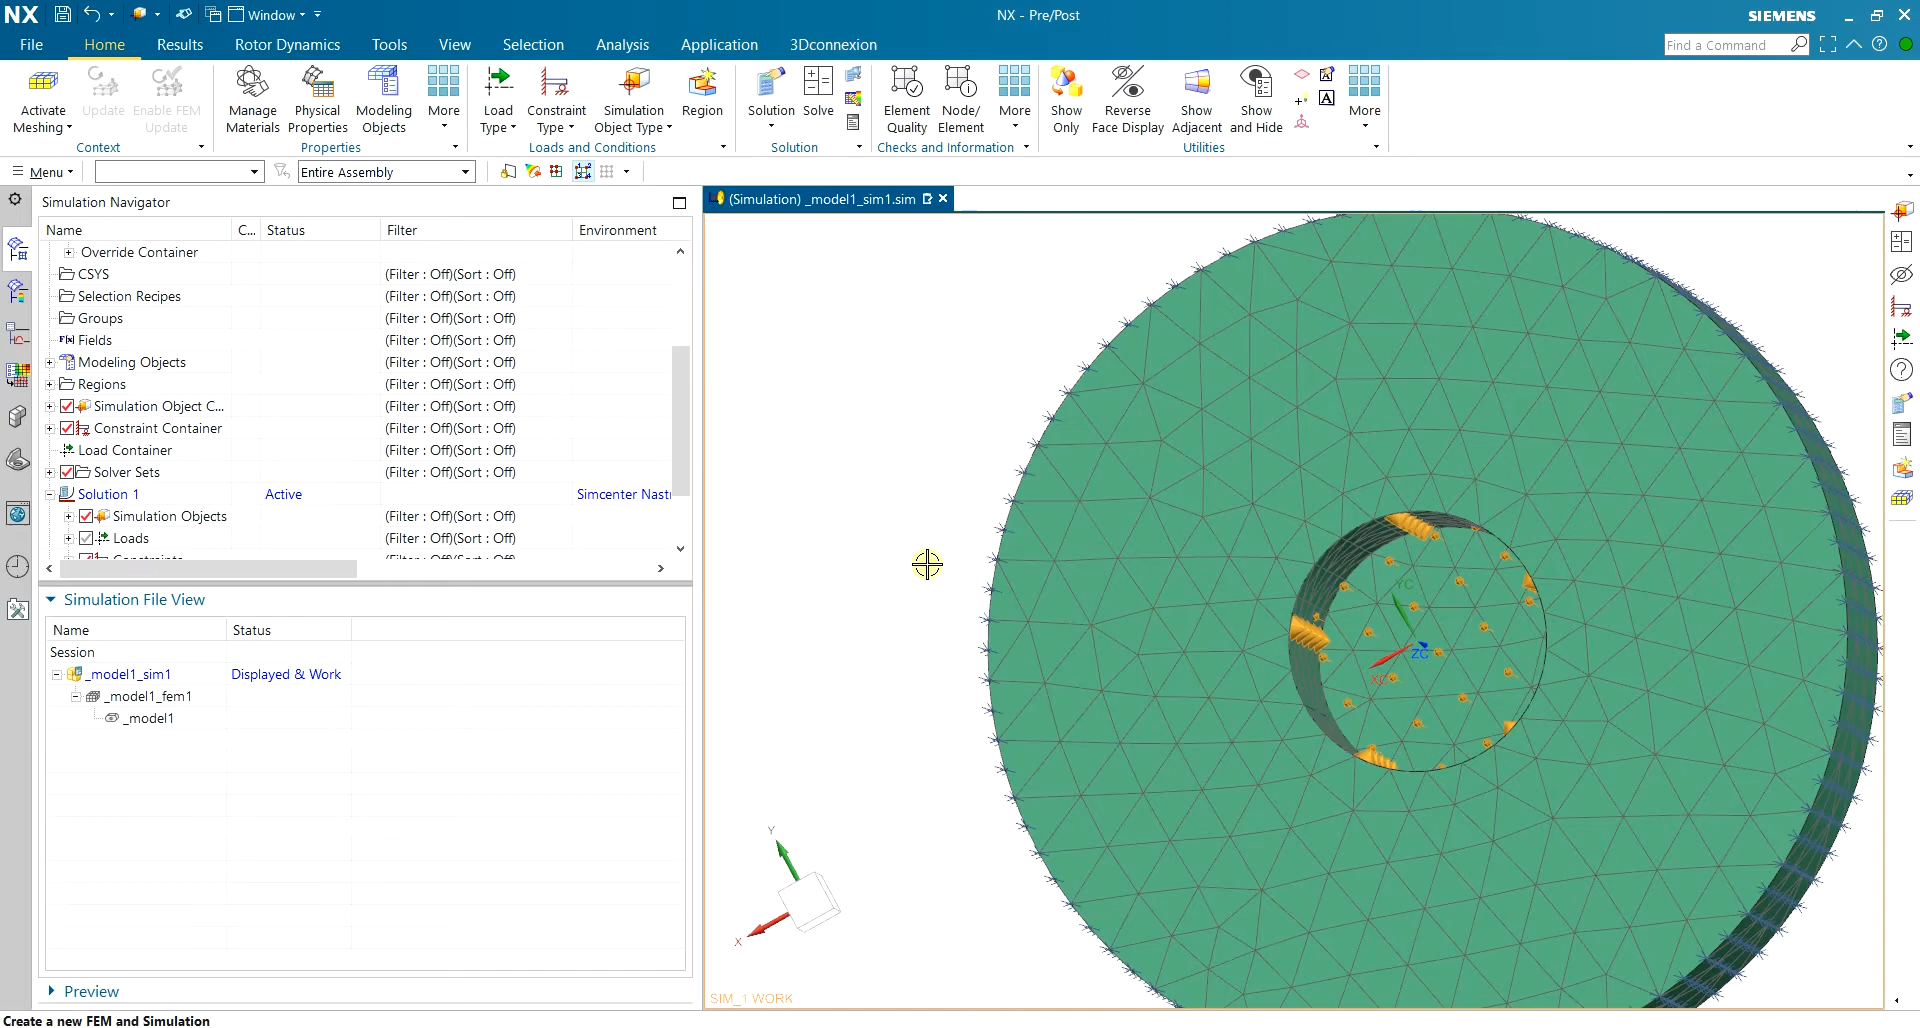 NX
Window
NX - Pre/Post
SIEMENS
File
Home
Results
Rotor Dynamics
Tools
View
Selection
Analysis
Application
3Dconnexion
Find a Command
Activate Meshing
Update
Enable FEM Update
Manage Materials
Physical Properties
Modeling Objects
More
Load Type
Constraint Type
Simulation Object Type
Region
Solution
Solve
Element Quality
Node/ Element
More
Show Only
Reverse Face Display
Show Adjacent
Show and Hide
A
More
Context
Properties
Loads and Conditions
Solution
Checks and Information
Utilities
Menu
Entire Assembly
Simulation Navigator
(Simulation) _model1_sim1.sim
Name C... Status Filter Environment
Override Container
CSYS (Filter : Off)(Sort : Off)
Selection Recipes (Filter : Off)(Sort : Off)
Groups (Filter : Off)(Sort : Off)
Fields (Filter : Off)(Sort : Off)
Modeling Objects (Filter : Off)(Sort : Off)
Regions (Filter : Off)(Sort : Off)
Simulation Object C... (Filter : Off)(Sort : Off)
Constraint Container (Filter : Off)(Sort : Off)
Load Container (Filter : Off)(Sort : Off)
Solver Sets (Filter : Off)(Sort : Off)
Solution 1 Active Simcenter Nastr
Simulation Objects (Filter : Off)(Sort : Off)
Loads (Filter : Off)(Sort : Off)
Simulation File View
Name Status
Session
_model1_sim1 Displayed & Work
_model1_fem1
_model1
Preview
YC
ZC
XC
Y
X
SIM_1 WORK
Create a new FEM and Simulation